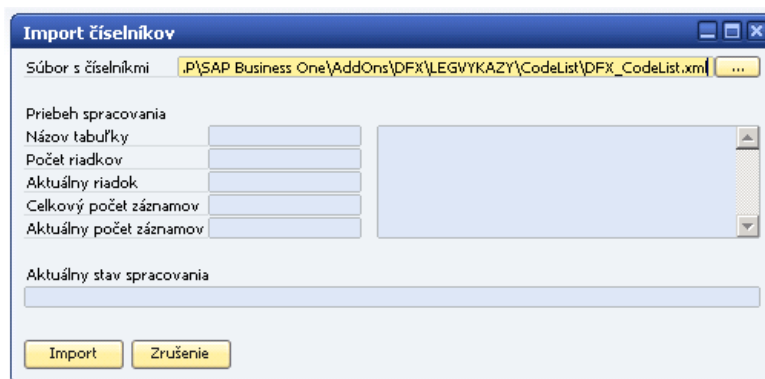 Import číselníkov
Súbor s číselníkmi .P\SAP Business One\AddOns\DFX\LEGVYKAZY\CodeList\DFX_CodeList.xml ...
Priebeh spracovania
Názov tabuľky
Počet riadkov
Aktuálny riadok
Celkový počet záznamov
Aktuálny počet záznamov
Aktuálny stav spracovania
Import Zrušenie